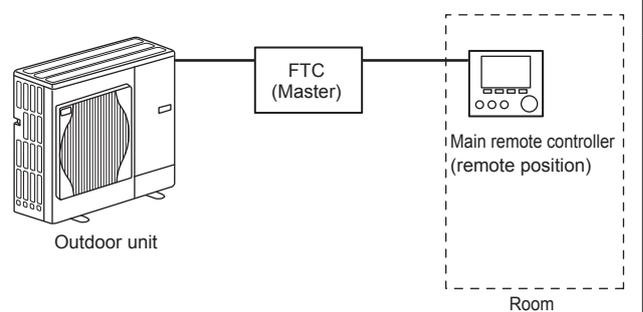 FTC
(Master)
Main remote controller
(remote position)
Outdoor unit
Room